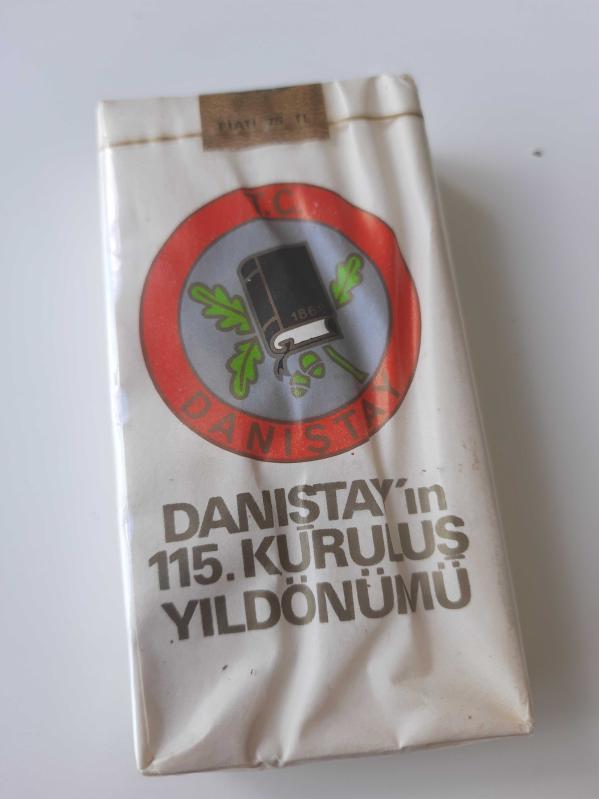 FİATI 75 TL
T.C.
1868
DANIŞTAY
DANIŞTAY'ın
115. KURULUŞ
YILDÖNÜMÜ